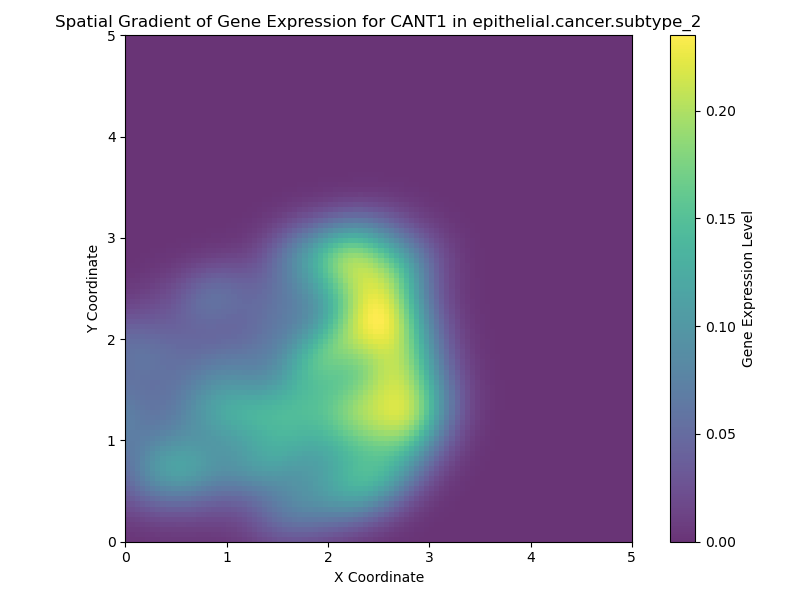 Spatial Gradient of Gene Expression for CANT1 in epithelial.cancer.subtype_2
5
4
3
2
1
0
0 1 2 3 4 5
X Coordinate
Y Coordinate
0.20
0.15
0.10
0.05
0.00
Gene Expression Level